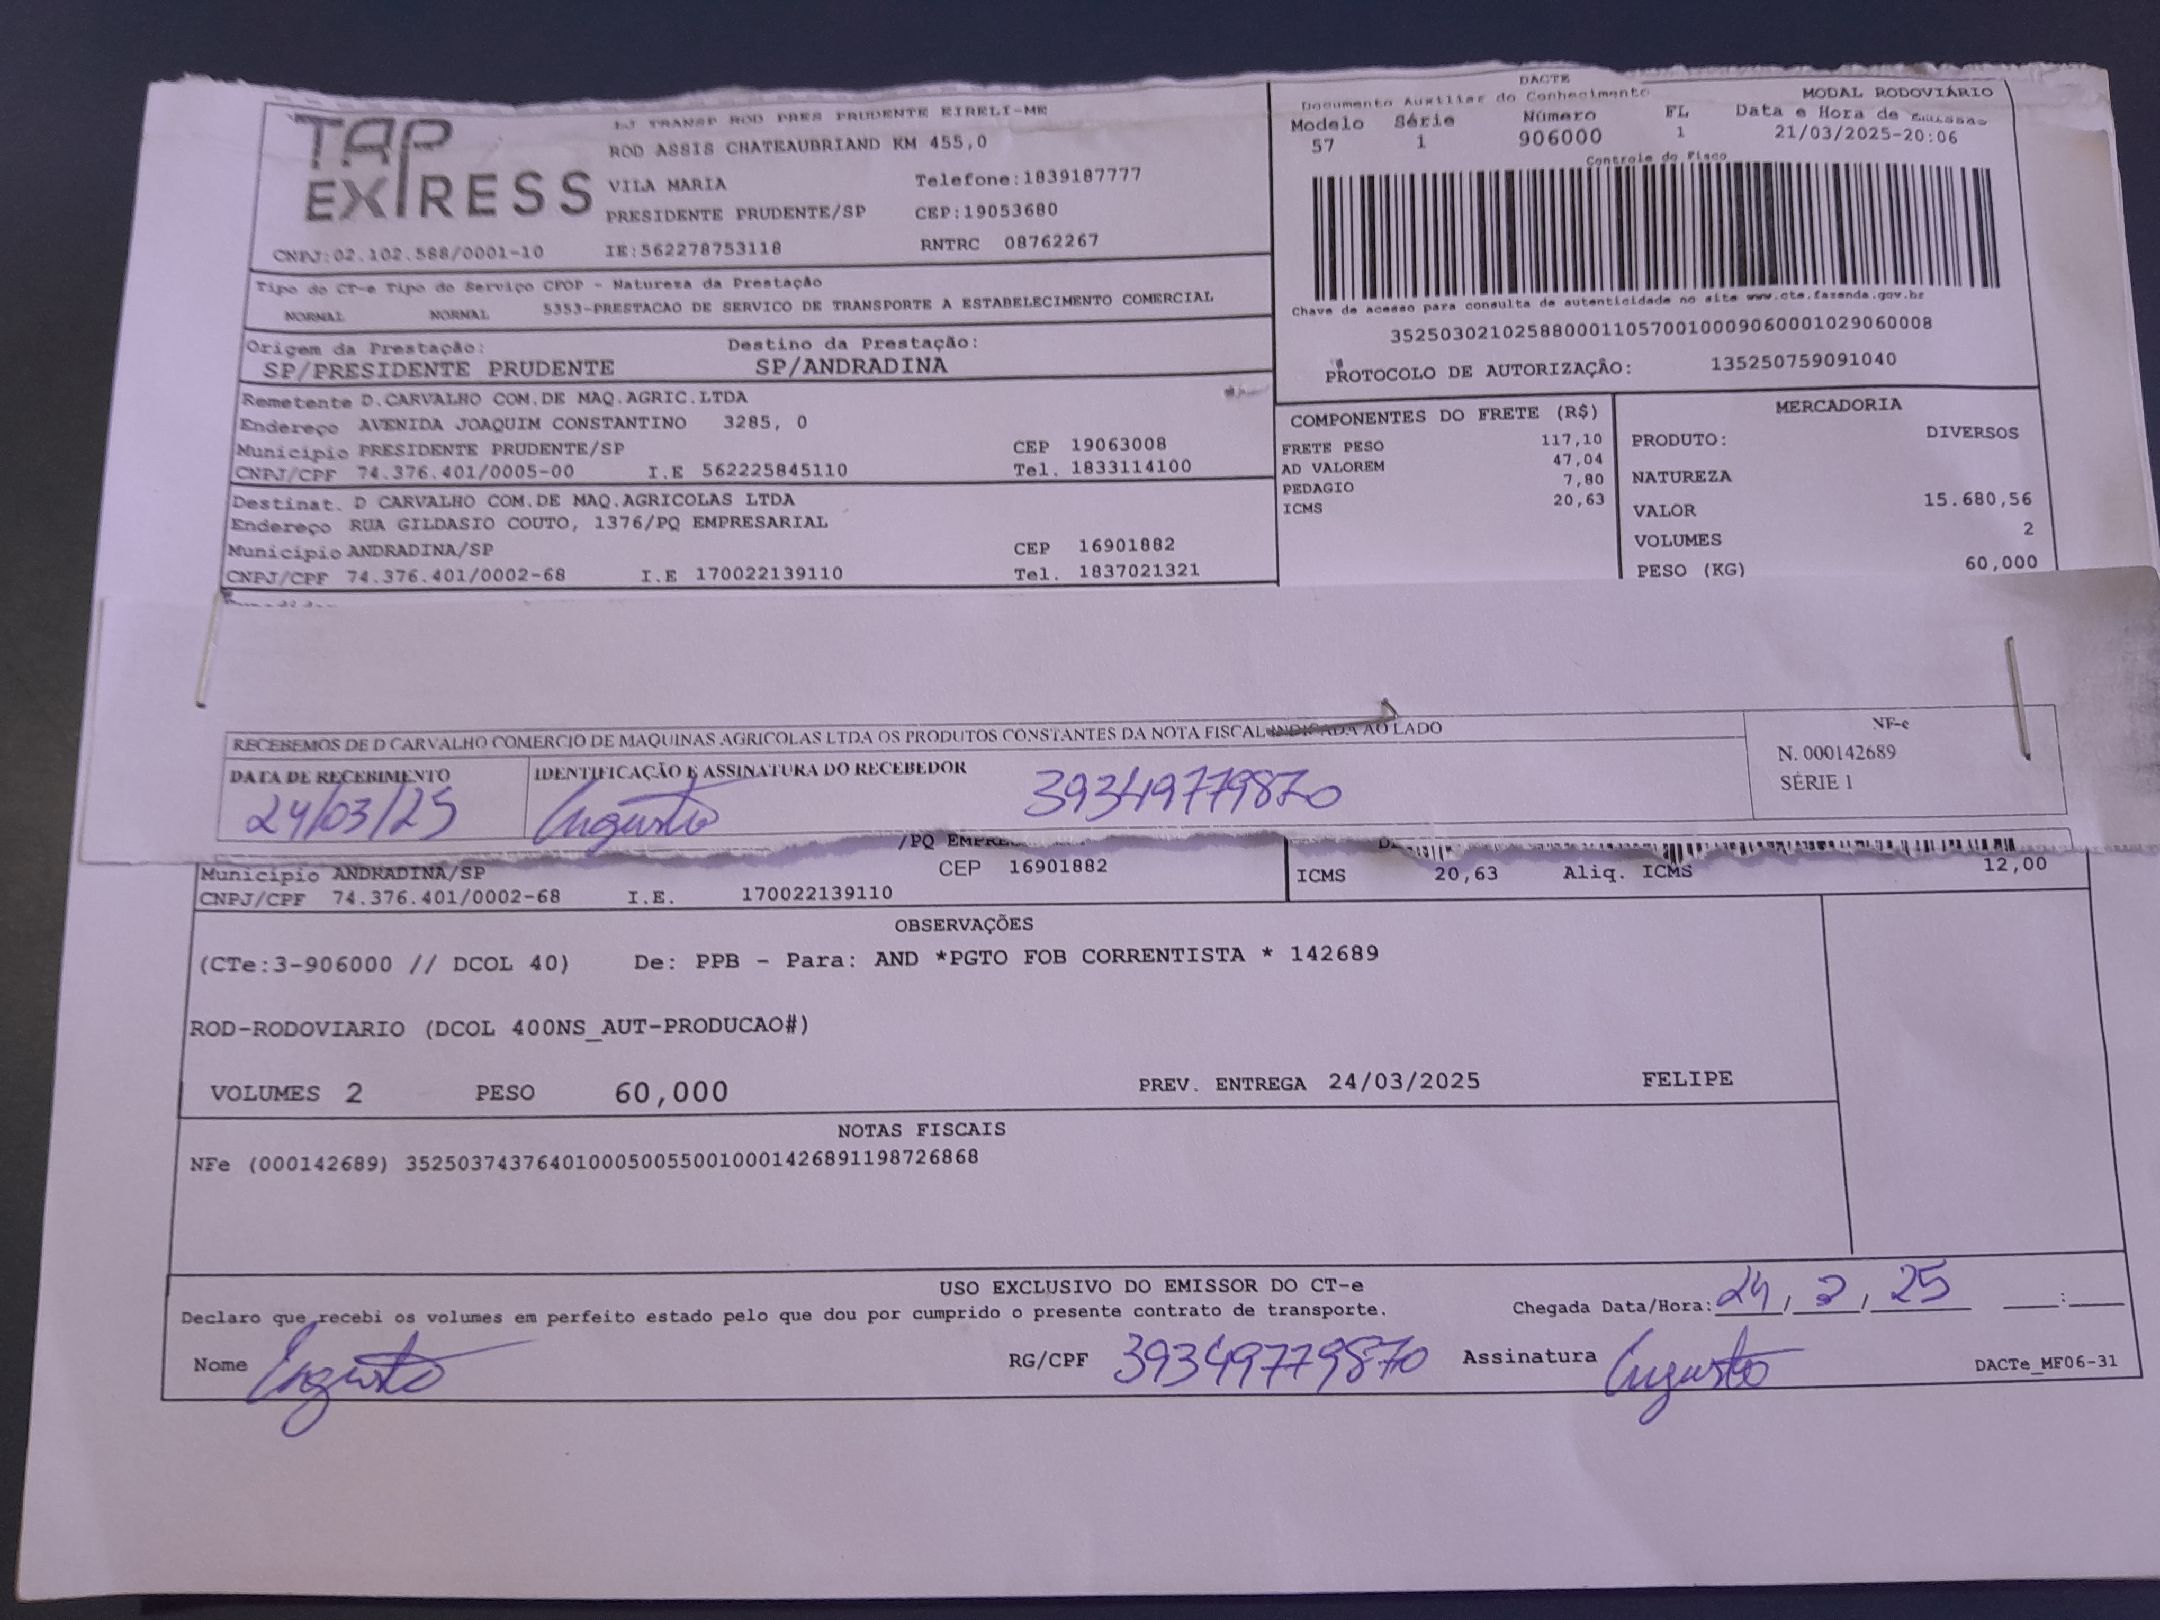 TAP EXPRESS
EJ TRANSP ROD PRES PRUDENTE EIRELI-ME
ROD ASSIS CHATEAUBRIAND KM 455,0
VILA MARIA Telefone:1839187777
PRESIDENTE PRUDENTE/SP CEP:19053680
CNPJ:02.102.588/0001-10 IE:562278753118 RNTRC 08762267
Tipo do CT-e Tipo do Serviço CFOP - Natureza da Prestação
NORMAL NORMAL 5353-PRESTACAO DE SERVICO DE TRANSPORTE A ESTABELECIMENTO COMERCIAL
Origem da Prestação: Destino da Prestação:
SP/PRESIDENTE PRUDENTE SP/ANDRADINA
Remetente D.CARVALHO COM.DE MAQ.AGRIC.LTDA
Endereço AVENIDA JOAQUIM CONSTANTINO 3285, 0
Municipio PRESIDENTE PRUDENTE/SP CEP 19063008
CNPJ/CPF 74.376.401/0005-00 I.E 562225845110 Tel. 1833114100
Destinat. D CARVALHO COM.DE MAQ.AGRICOLAS LTDA
Endereço RUA GILDASIO COUTO, 1376/PQ EMPRESARIAL
Municipio ANDRADINA/SP CEP 16901882
CNPJ/CPF 74.376.401/0002-68 I.E 170022139110 Tel. 1837021321
DACTE
Documento Auxiliar do Conhecimento MODAL RODOVIÁRIO
Modelo Série Número FL Data e Hora de Emissao
57 1 906000 1 21/03/2025-20:06
Controle do Fisco
Chave de acesso para consulta de autenticidade no site www.cte.fazenda.gov.br
35250302102588000110570010009060001029060008
PROTOCOLO DE AUTORIZAÇÂO: 135250759091040
COMPONENTES DO FRETE (R$)
FRETE PESO 117,10
AD VALOREM 47,04
PEDAGIO 7,80
ICMS 20,63
MERCADORIA
PRODUTO: DIVERSOS
NATUREZA
VALOR 15.680,56
VOLUMES 2
PESO (KG) 60,000
RECEBEMOS DE D CARVALHO COMERCIO DE MAQUINAS AGRICOLAS LTDA OS PRODUTOS CONSTANTES DA NOTA FISCAL INDICADA AO LADO
DATA DE RECEBIMENTO IDENTIFICAÇÃO E ASSINATURA DO RECEBEDOR
24/03/25 Augusto 39349779870
NF-e
N. 000142689
SÉRIE 1
/PQ EMPRE
Municipio ANDRADINA/SP CEP 16901882
CNPJ/CPF 74.376.401/0002-68 I.E. 170022139110
ICMS 20,63 Aliq. ICMS 12,00
OBSERVAÇÕES
(CTe:3-906000 // DCOL 40) De: PPB - Para: AND *PGTO FOB CORRENTISTA * 142689
ROD-RODOVIARIO (DCOL 400NS_AUT-PRODUCAO#)
VOLUMES 2 PESO 60,000 PREV. ENTREGA 24/03/2025 FELIPE
NOTAS FISCAIS
NFe (000142689) 35250374376401000500550010001426891198726868
USO EXCLUSIVO DO EMISSOR DO CT-e
Declaro que recebi os volumes em perfeito estado pelo que dou por cumprido o presente contrato de transporte. Chegada Data/Hora: 24 / 3 / 25 __:__
Nome Augusto RG/CPF 39349779870 Assinatura Augusto DACTe_MF06-31